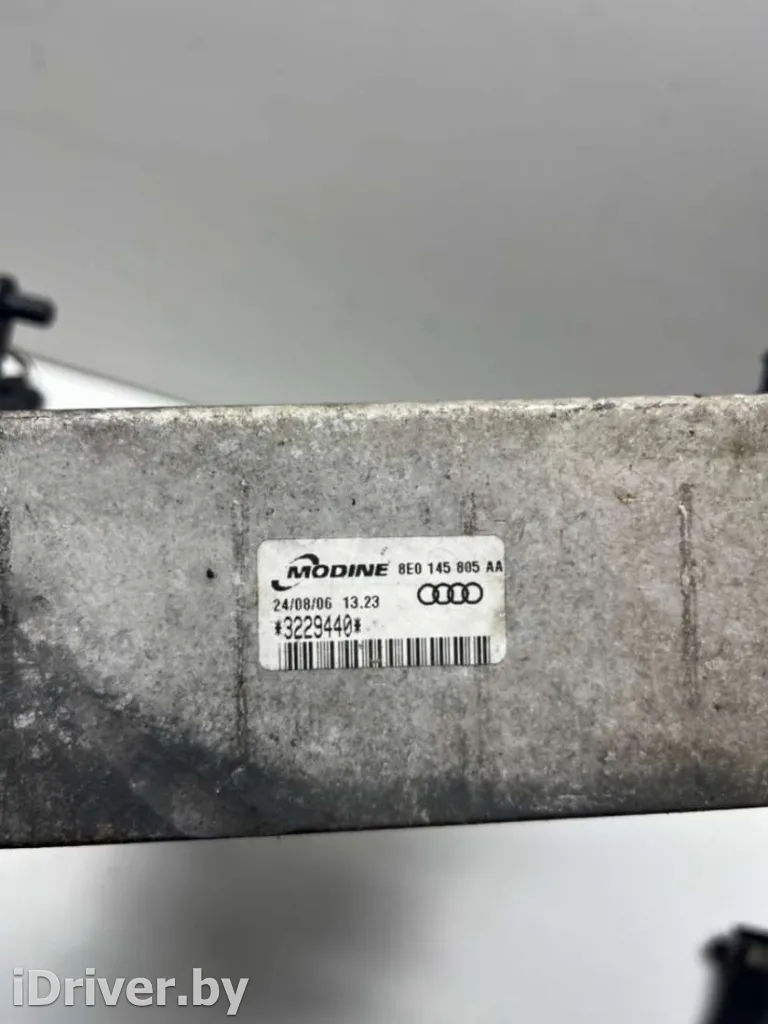 MODINE 8E0 145 805 AA
24/08/06 13.23
*3229440*
iDriver.by